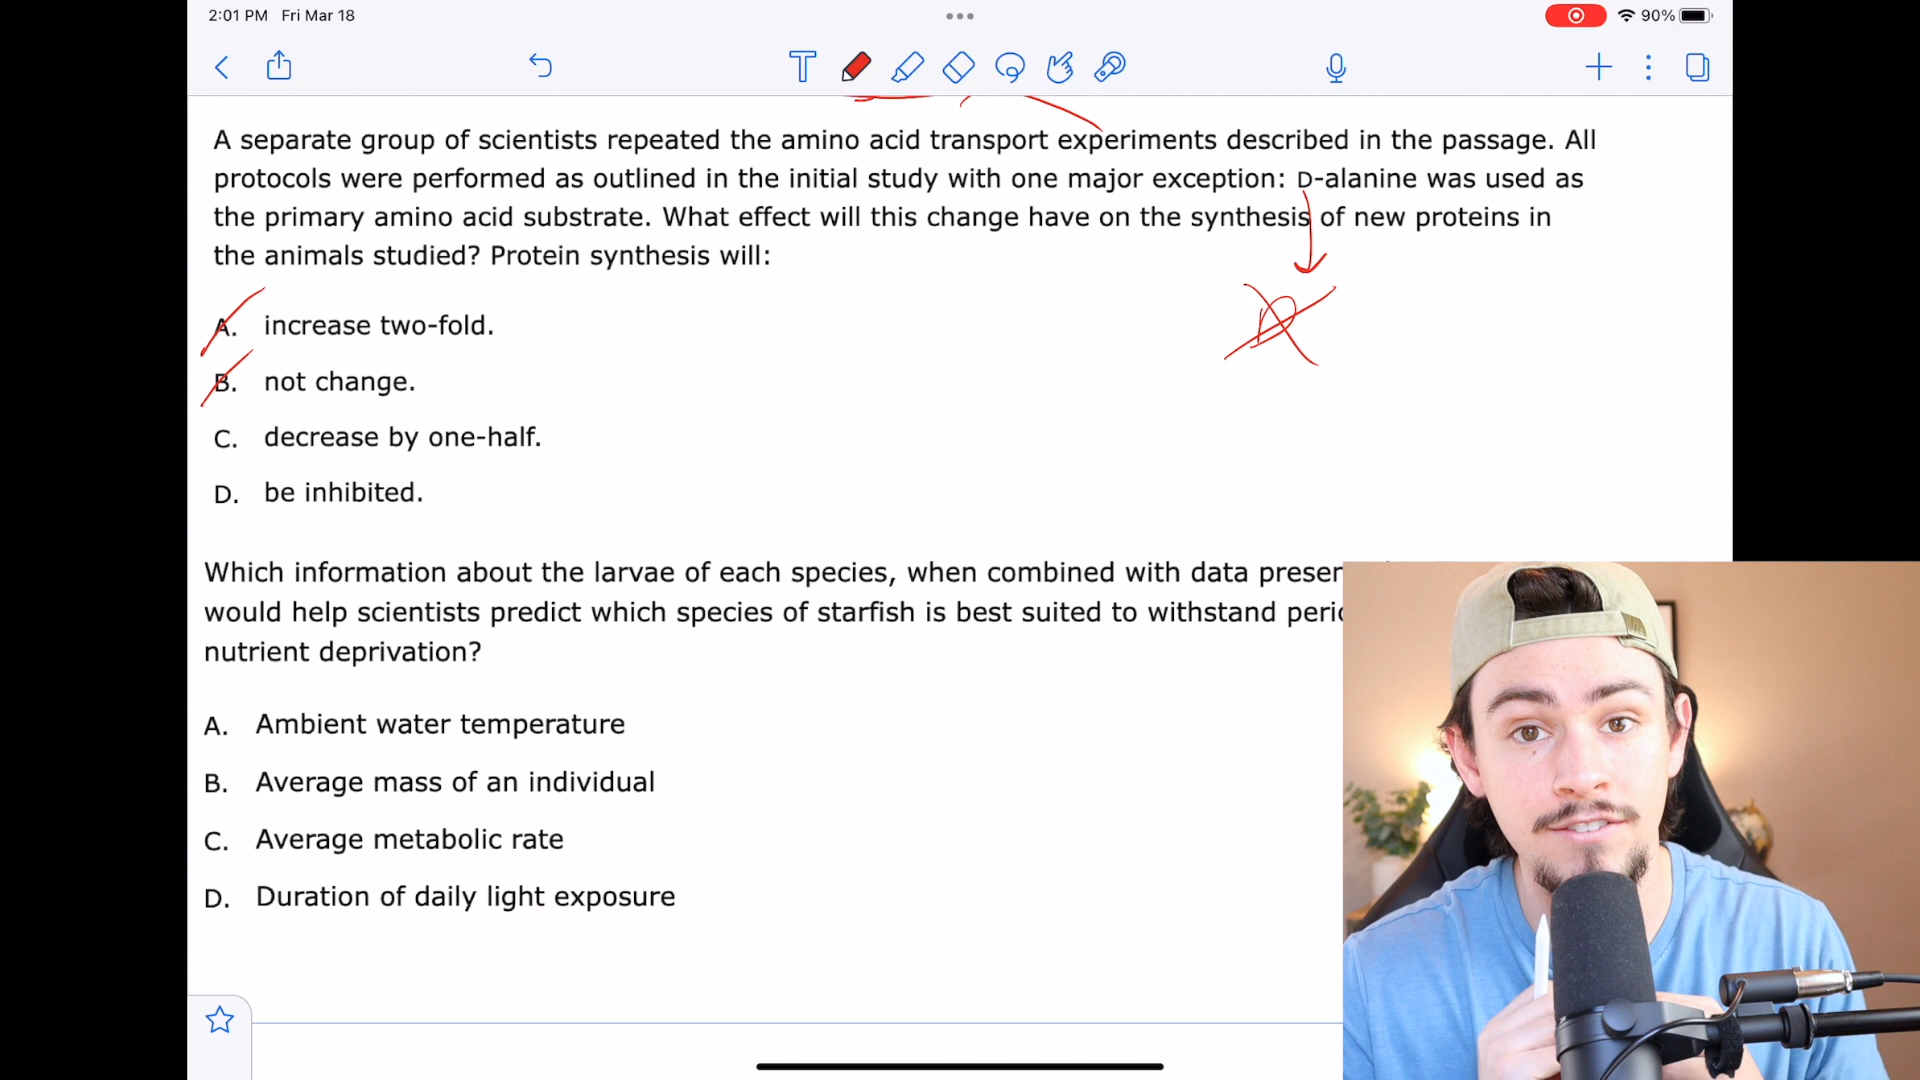 2:01 PM Fri Mar 18
90%
A separate group of scientists repeated the amino acid transport experiments described in the passage. All
protocols were performed as outlined in the initial study with one major exception: D-alanine was used as
the primary amino acid substrate. What effect will this change have on the synthesis of new proteins in
the animals studied? Protein synthesis will:
A. increase two-fold.
B. not change.
C. decrease by one-half.
D. be inhibited.
Which information about the larvae of each species, when combined with data
would help scientists predict which species of starfish is best suited to withstand
nutrient deprivation?
A. Ambient water temperature
B. Average mass of an individual
C. Average metabolic rate
D. Duration of daily light exposure